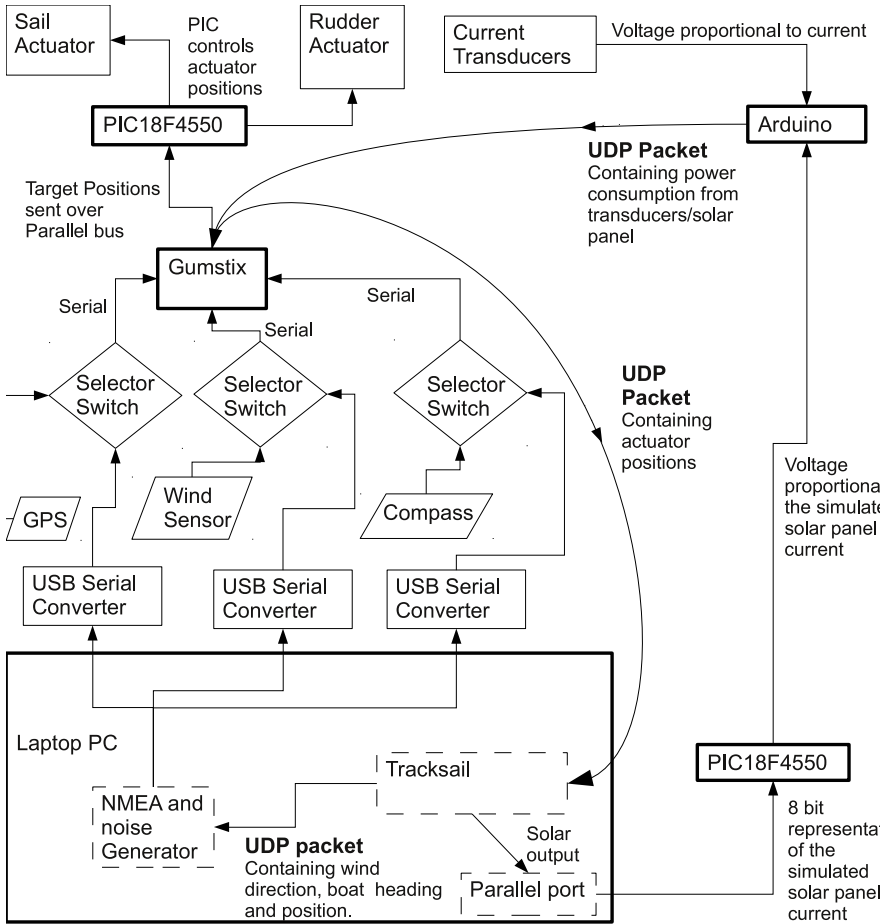 Sail
Actuator
PIC
controls
actuator
positions
Rudder
Actuator
Current
Transducers
Voltage proportional to current
PIC18F4550
Arduino
UDP Packet
Containing power
consumption from
transducers/solar
panel
Target Positions
sent over
Parallel bus
Gumstix
Serial
Serial
Serial
Selector
Switch
Selector
Switch
Selector
Switch
UDP
Packet
Containing
actuator
positions
GPS
Wind
Sensor
Compass
Voltage
proportiona
the simulate
solar panel
current
USB Serial
Converter
USB Serial
Converter
USB Serial
Converter
Laptop PC
Tracksail
PIC18F4550
NMEA and
noise
Generator
UDP packet
Containing wind
direction, boat heading
and position.
Solar
output
Parallel port
8 bit
representat
of the
simulated
solar panel
current